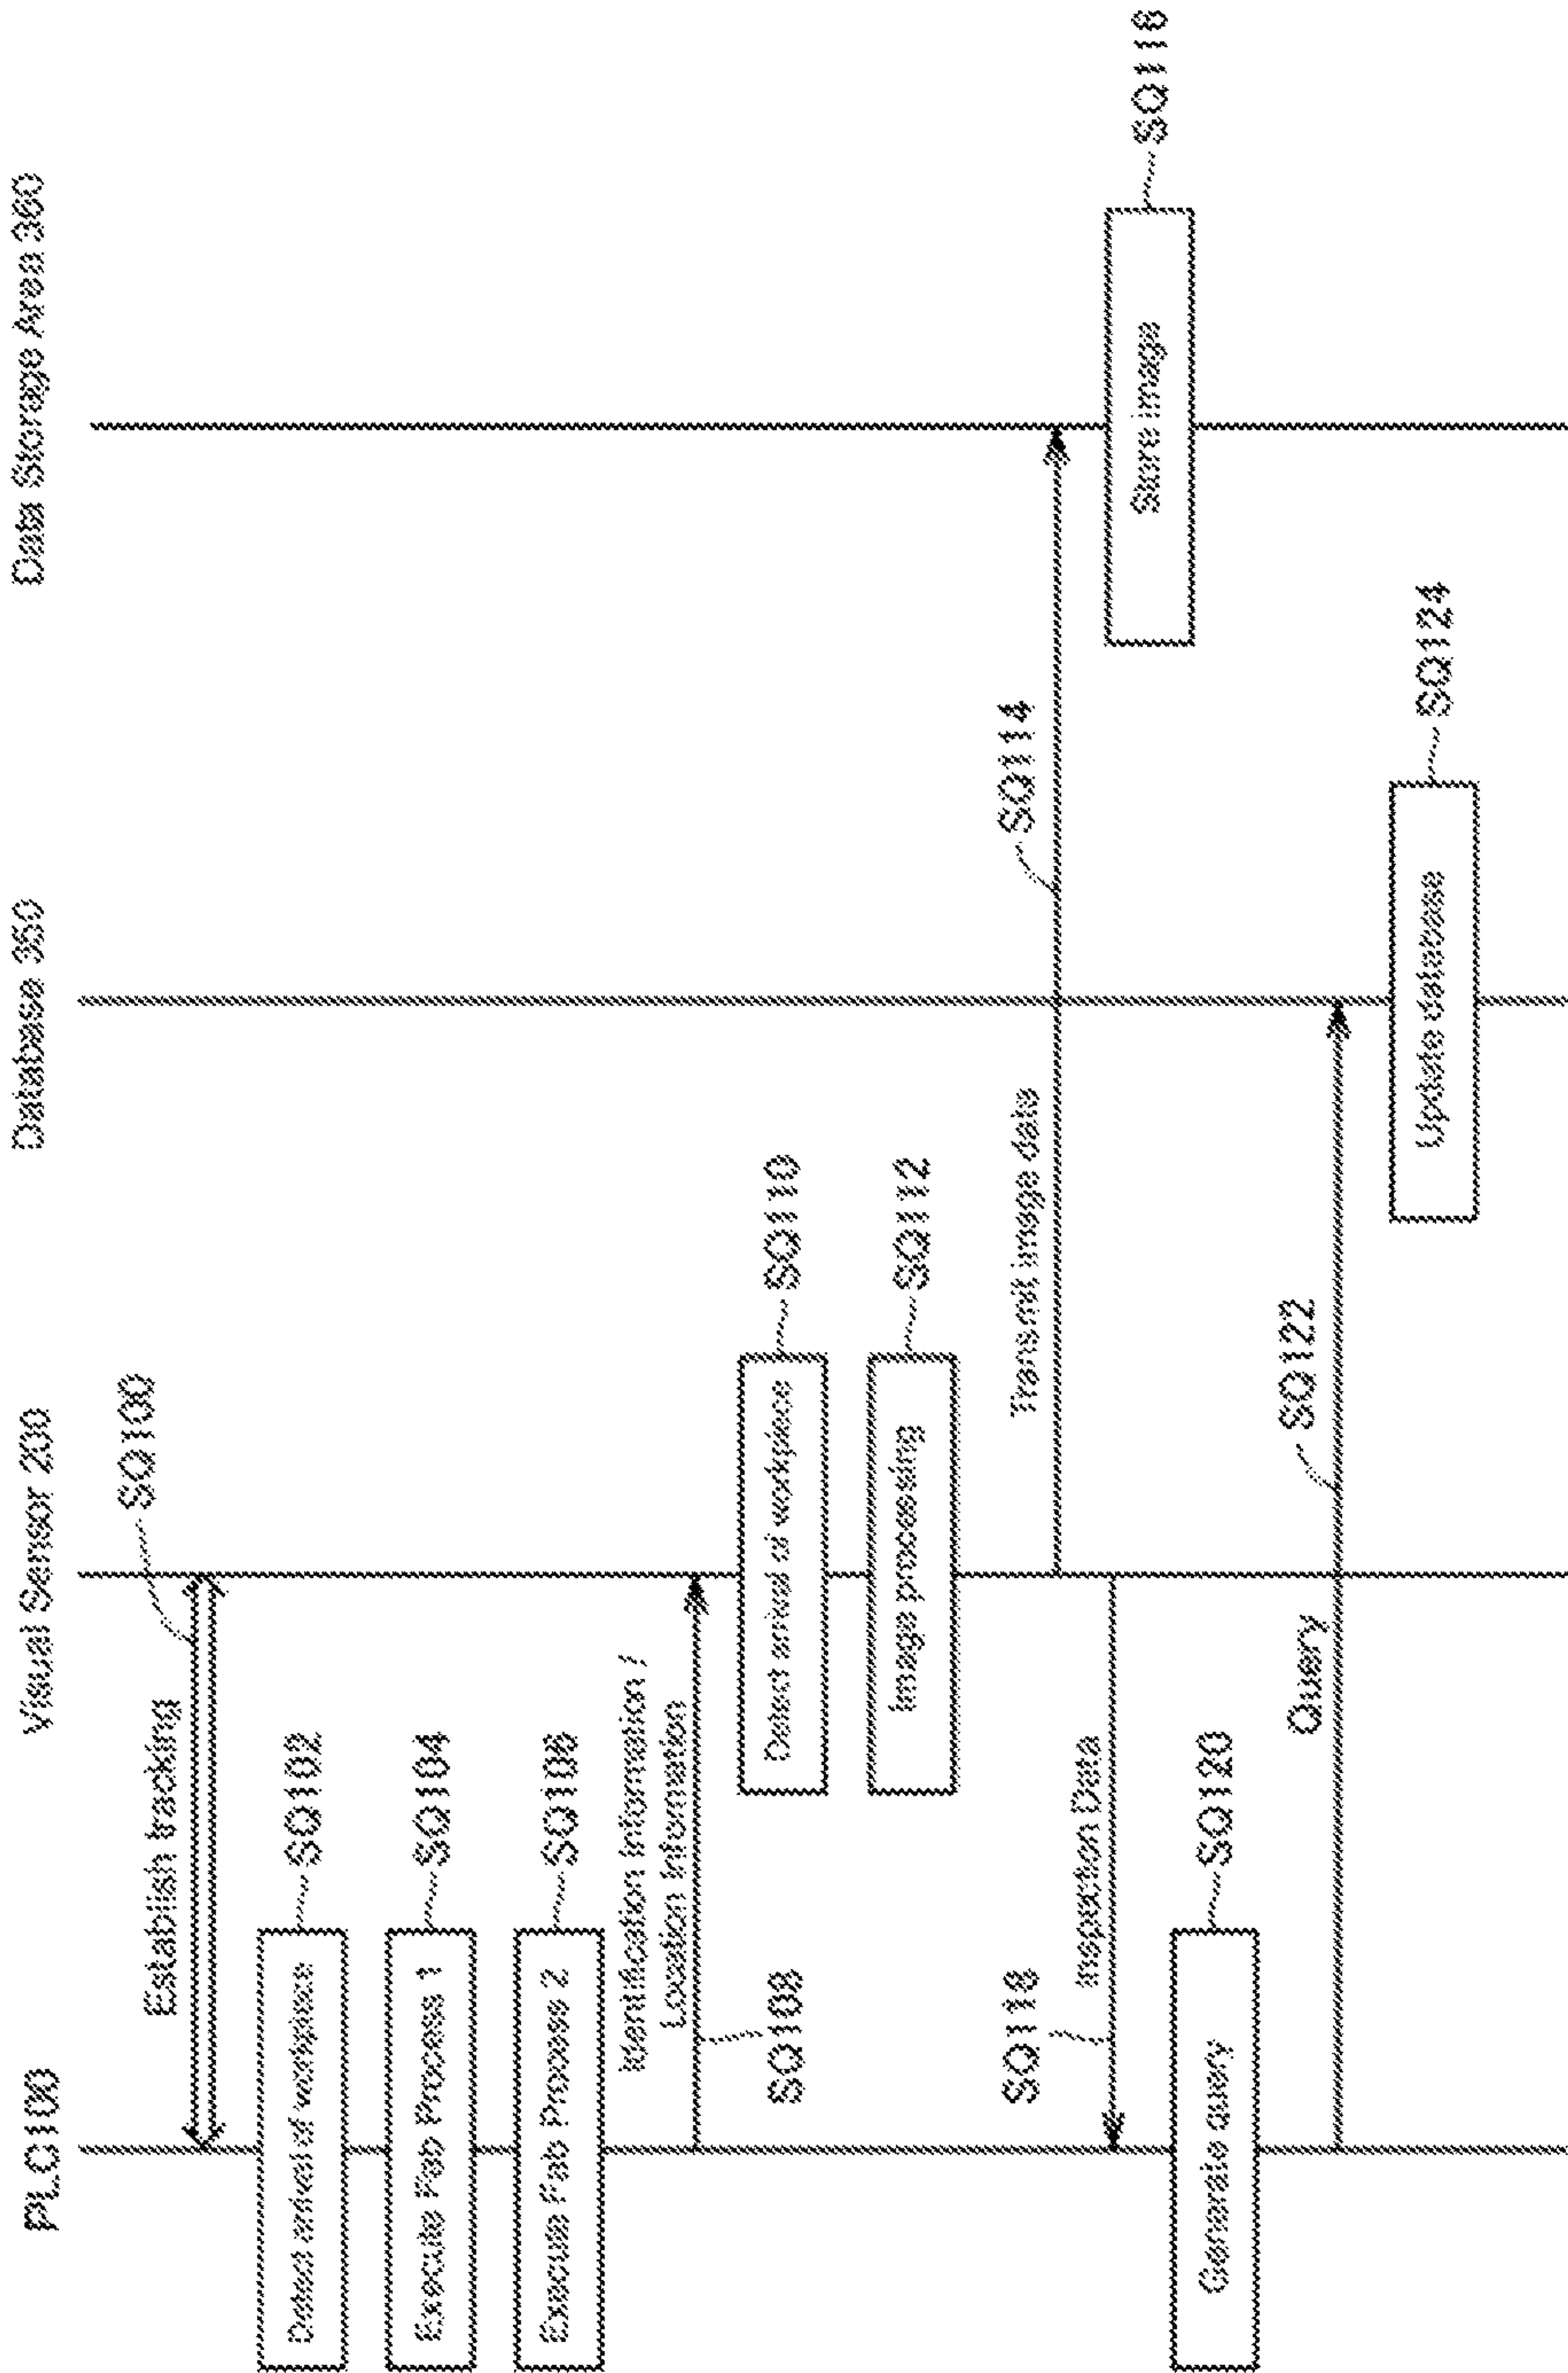 PLC100
Visual Sensor 200
Database 350
Data Storage Area 360
Establish tracking
SQ100
Detect arrival of workpiece
SQ102
Execute Fab Process 1
SQ104
Execute Fab Process 2
SQ106
Identification Information /
Location Information
SQ108
Detect arrival of workpiece
SQ110
Image processing
SQ112
Transmit image data
SQ114
Store image
SQ116
SQ118
Inspection Data
Generate query
SQ120
Query
SQ122
Update database
SQ124